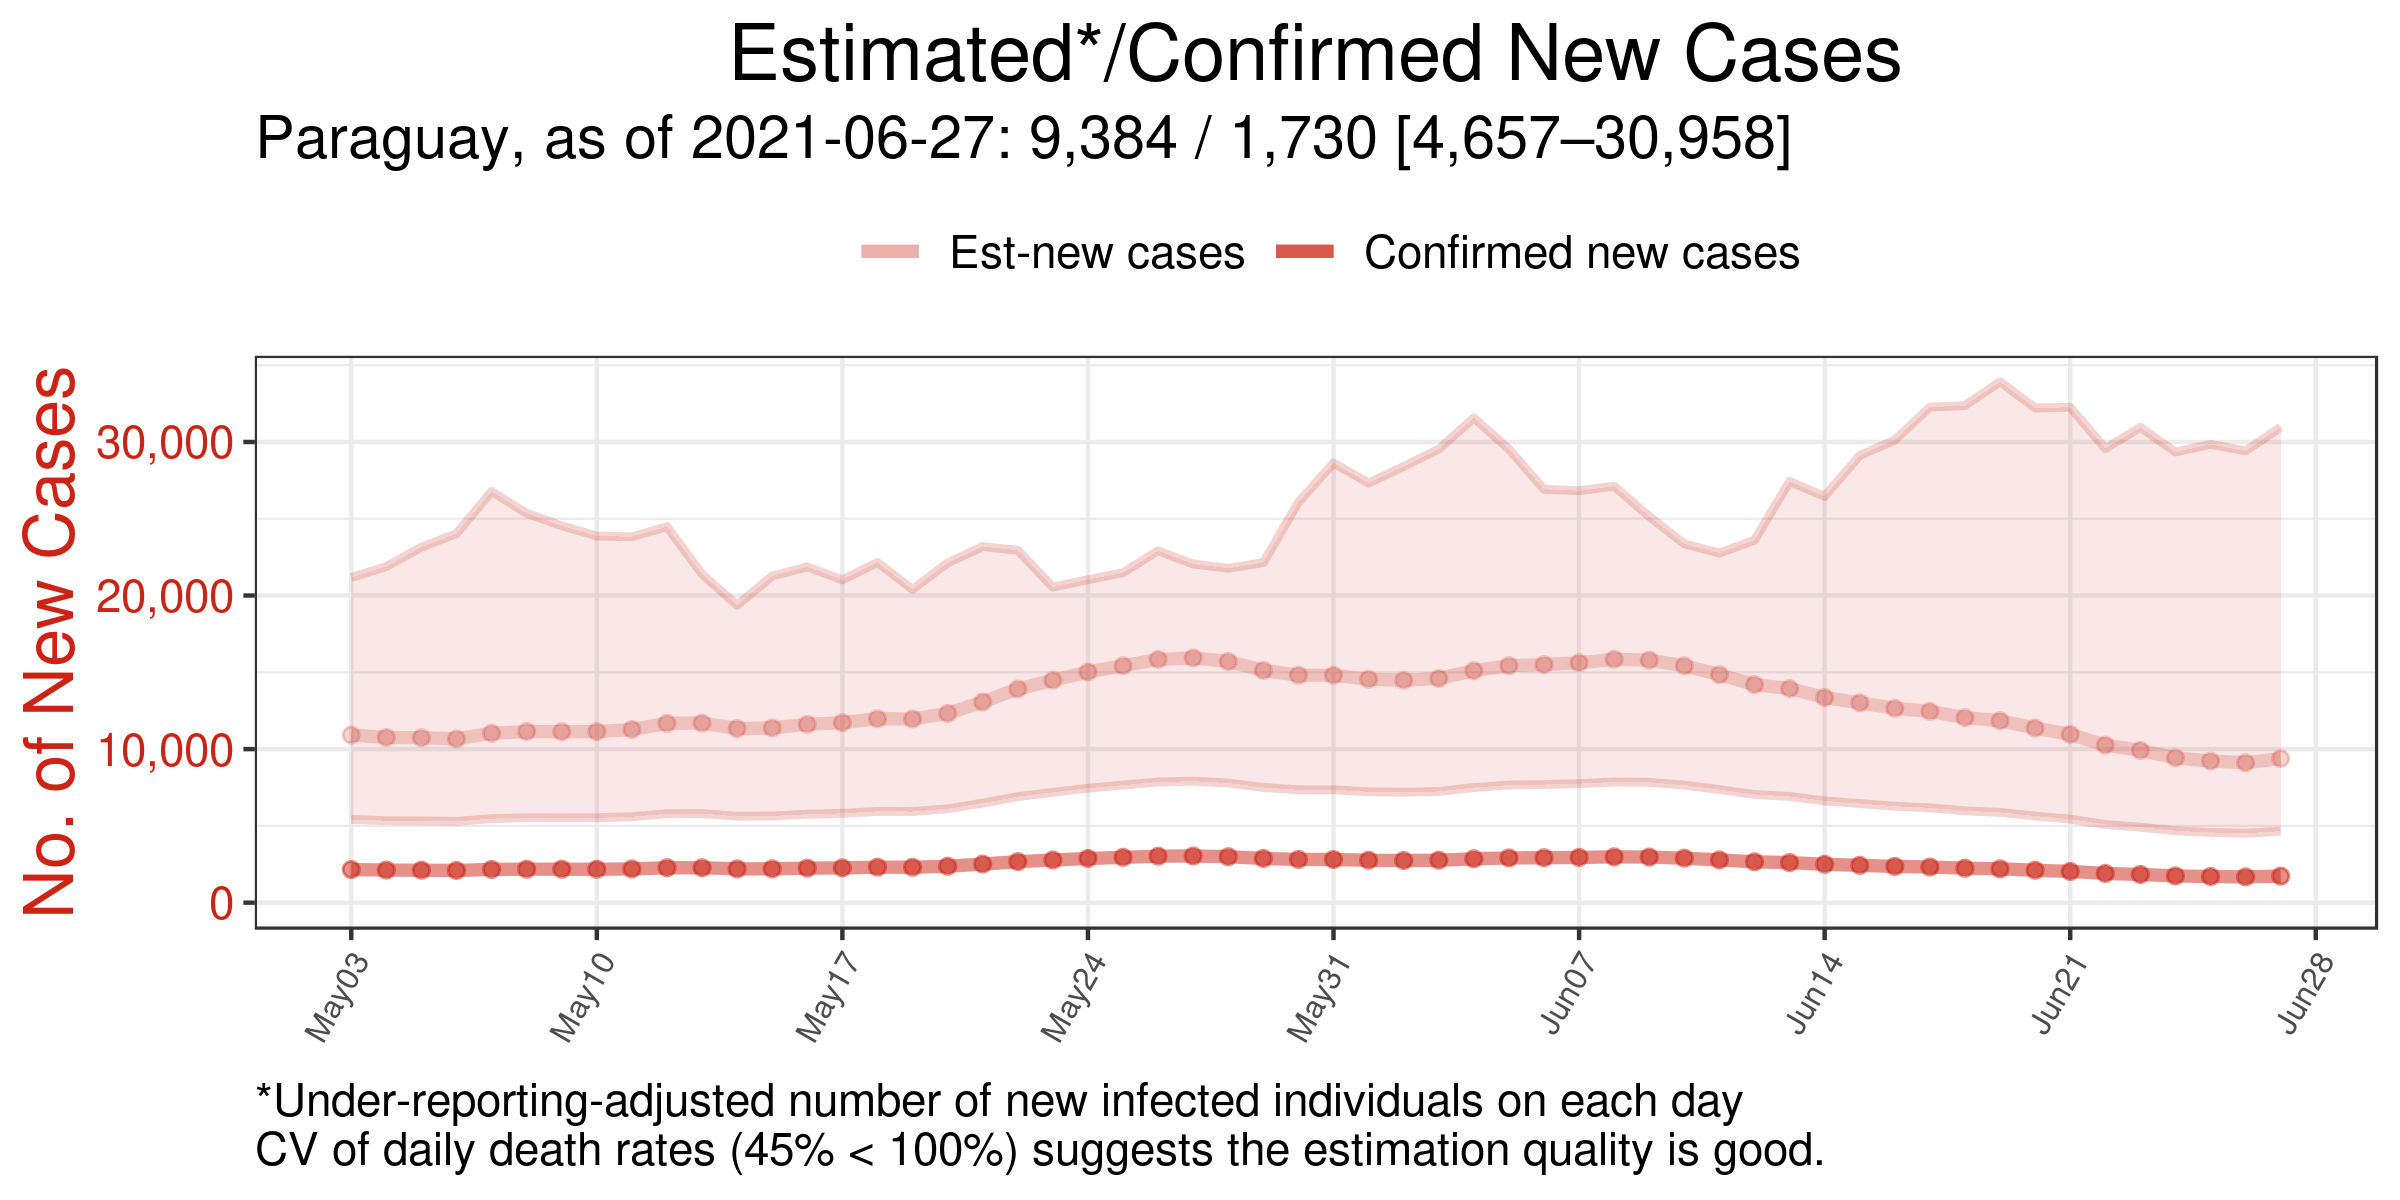 Estimated*/Confirmed New Cases
Paraguay, as of 2021-06-27: 9,384 / 1,730 [4,657–30,958]
Est-new cases Confirmed new cases
No. of New Cases
30,000
20,000
10,000
0
May03 May10 May17 May24 May31 Jun07 Jun14 Jun21 Jun28
*Under-reporting-adjusted number of new infected individuals on each day
CV of daily death rates (45% < 100%) suggests the estimation quality is good.